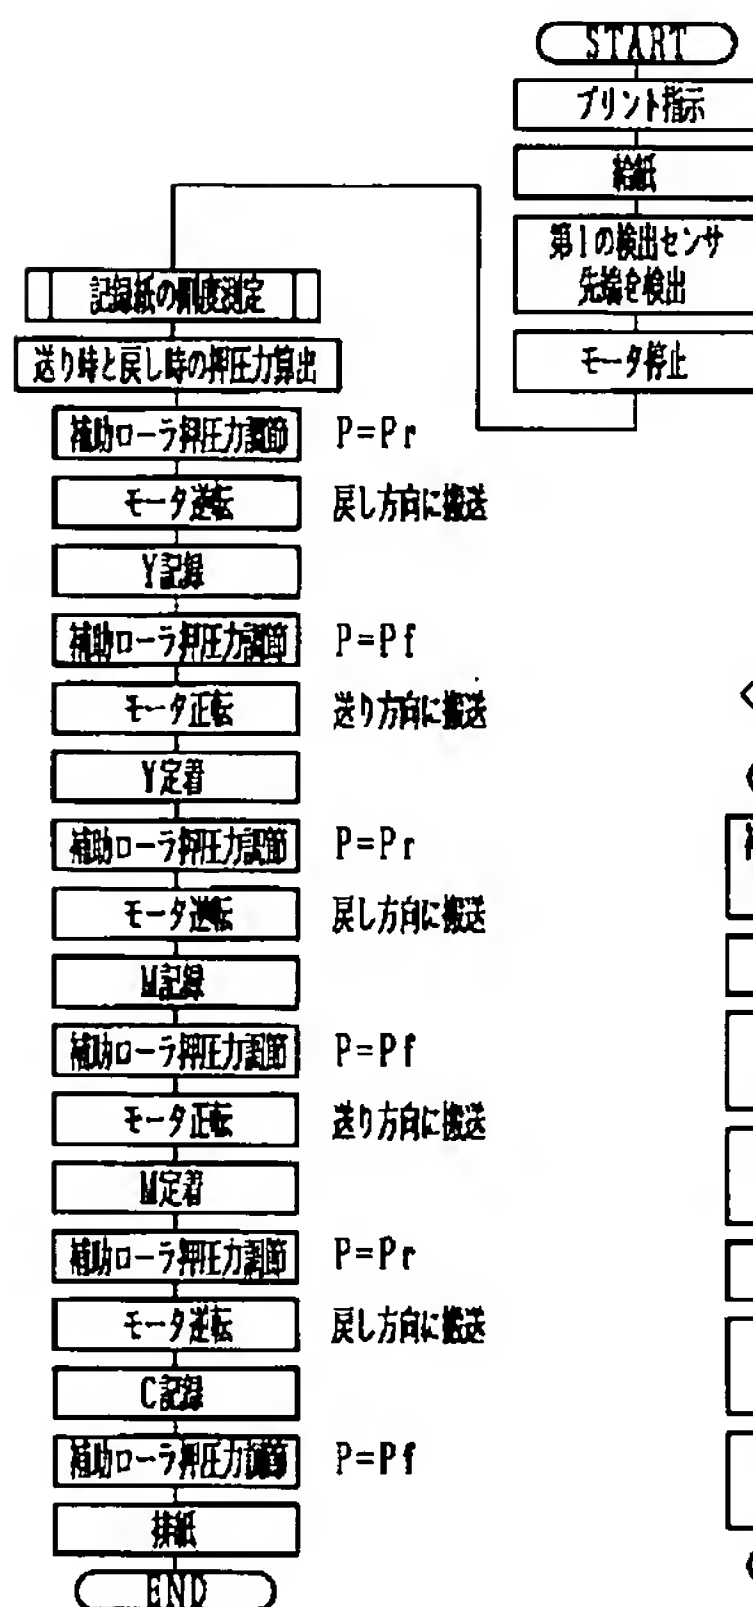 START
プリント指示
給紙
第1の検出センサ
先端を検出
モータ停止
記録紙の剛度測定
送り時と戻し時の押圧力算出
補助ローラ押圧力調節 P=Pr
モータ逆転 戻し方向に搬送
Y記録
補助ローラ押圧力調節 P=Pf
モータ正転 送り方向に搬送
Y定着
補助ローラ押圧力調節 P=Pr
モータ逆転 戻し方向に搬送
M記録
補助ローラ押圧力調節 P=Pf
モータ正転 送り方向に搬送
M定着
補助ローラ押圧力調節 P=Pr
モータ逆転 戻し方向に搬送
C記録
補助ローラ押圧力調節 P=Pf
排紙
END